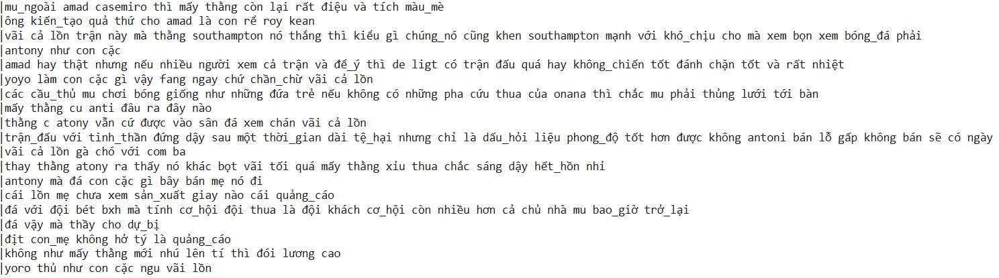 |mu_ngoài amad casemiro thì mấy thằng còn lại rất điệu và tích màu_mè
|ông kiến_tạo quả thứ cho amad là con rể roy kean
|vãi cả lồn trận này mà thằng southampton nó thắng thì kiểu gì chúng_nó cũng khen southampton mạnh với khó_chịu cho mà xem bọn xem bóng_đá phải
|antony như con cặc
|amad hay thật nhưng nếu nhiều người xem cả trận và để_ý thì de ligt có trận đấu quá hay không_chiến tốt đánh chặn tốt và rất nhiệt
|yoyo làm con cặc gì vậy fang ngay chứ chần_chừ vãi cả lồn
|các cầu_thủ mu chơi bóng giống như những đứa trẻ nếu không có những pha cứu thua của onana thì chắc mu phải thủng lưới tới bàn
|mấy thằng cu anti đâu ra đây nào
|thằng c atony vẫn cứ được vào sân đá xem chán vãi cả lồn
|trận_đấu với tinh_thần đứng dậy sau một thời_gian dài tệ_hại nhưng chỉ là dấu_hỏi liệu phong_độ tốt hơn được không antoni bán lỗ gấp không bán sẽ có ngày
|vãi cả lồn gà chó với com ba
|thay thằng atony ra thấy nó khác bọt vãi tối quá mấy thằng xỉu thua chắc sáng dậy hết_hồn nhỉ
|antony mà đá con cặc gì bây bán mẹ nó đi
|cái lồn mẹ chưa xem sản_xuất giay nào cái quảng_cáo
|đá với đội bét bxh mà tính cơ_hội đội thua là đội khách cơ_hội còn nhiều hơn cả chủ nhà mu bao_giờ trở_lại
|đá vậy mà thầy cho dự_bị
|địt con_mẹ không hở tý là quảng_cáo
|không như mấy thằng mới nhú lên tí thì đói lương cao
|yoro thủ như con cặc ngu vãi lồn